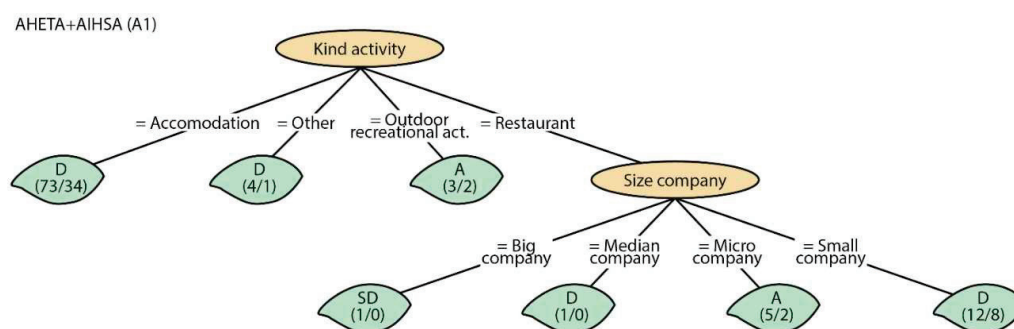 AHETA+AIHSA (A1)
Kind activity
= Accomodation
= Other
= Outdoor
recreational act.
= Restaurant
D
(73/34)
D
(4/1)
A
(3/2)
Size company
= Big
company
= Median
company
= Micro
company
= Small
company
SD
(1/0)
D
(1/0)
A
(5/2)
D
(12/8)